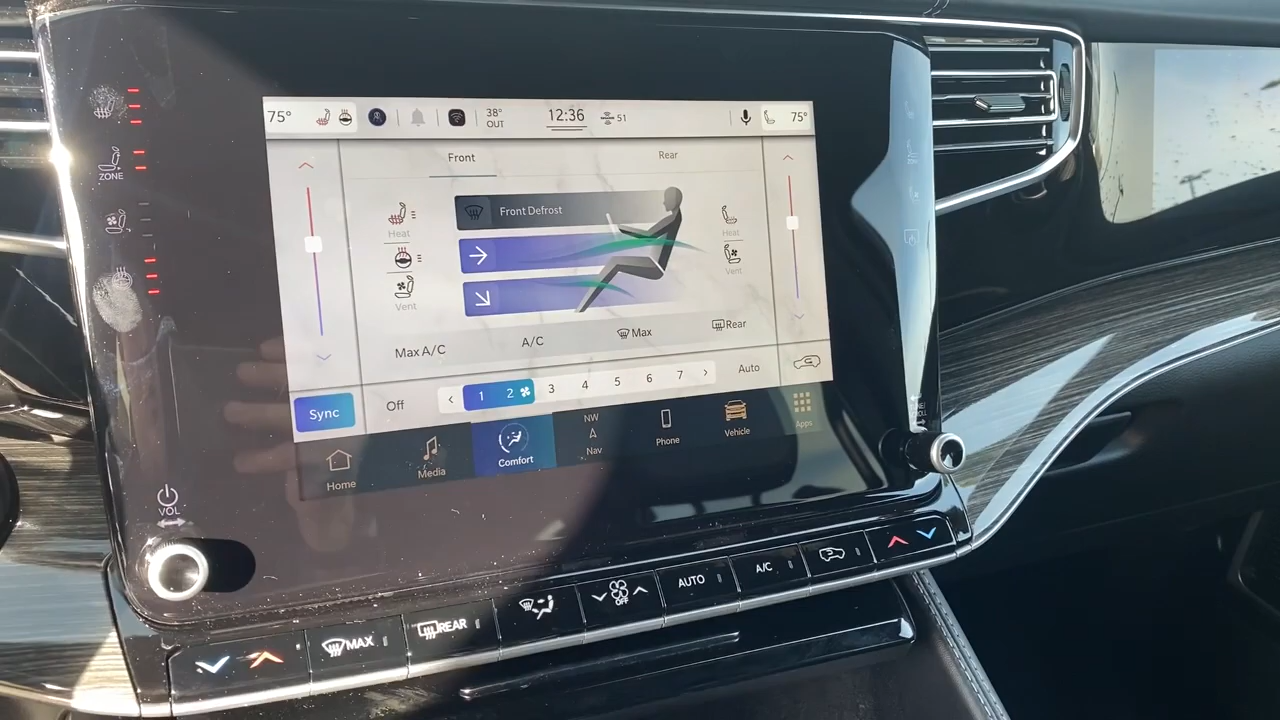 75°
38°
OUT
12:36
51
75°
ZONE
Front
Rear
Front Defrost
Heat
Vent
Heat
Vent
Max A/C
A/C
Max
Rear
Sync
Off
1 2 3 4 5 6 7
Auto
Home
Media
Comfort
NW
Nav
Phone
Vehicle
Apps
VOL
MAX
REAR
OFF
AUTO
A/C